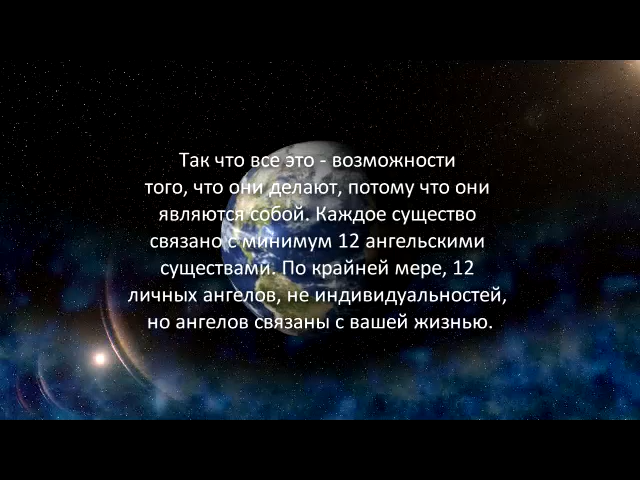 Так что все это - возможности
того, что они делают, потому что они
являются собой. Каждое существо
связано с минимум 12 ангельскими
существами. По крайней мере, 12
личных ангелов, не индивидуальностей,
но ангелов связаны с вашей жизнью.